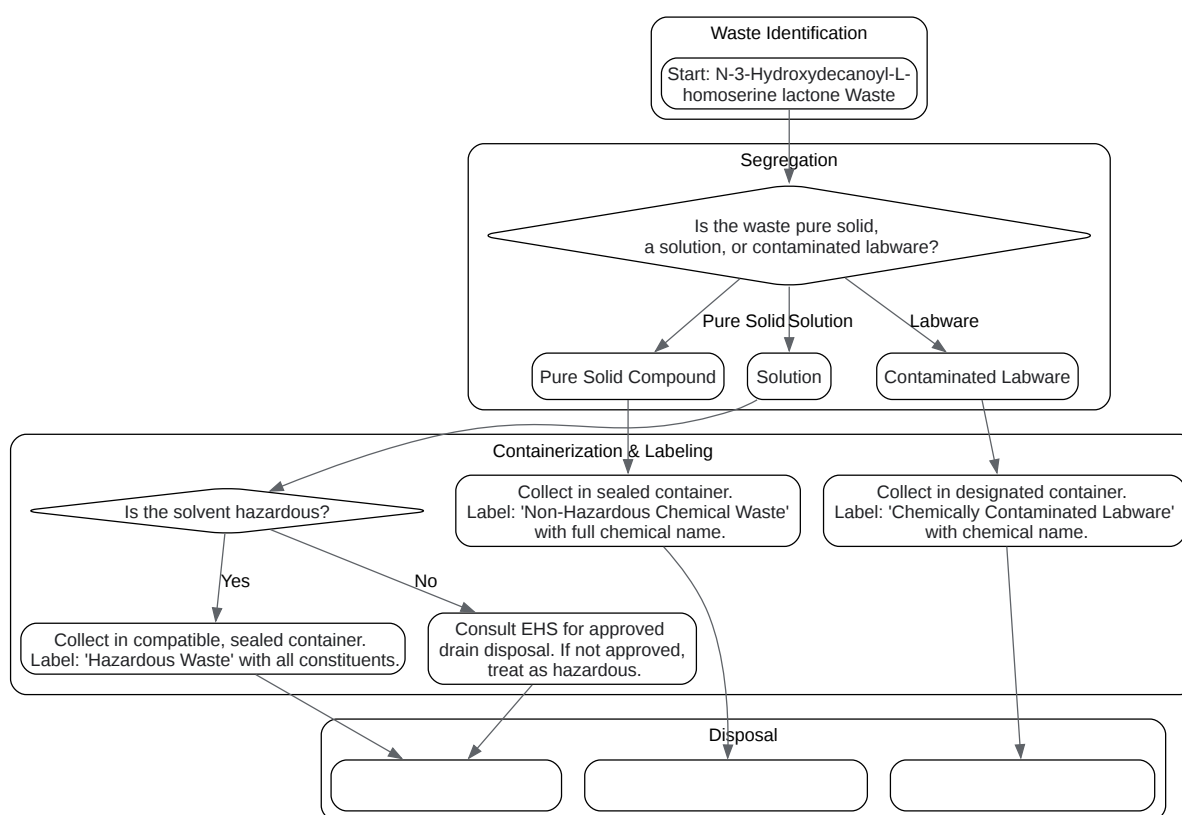 Waste Identification
Start: N-3-Hydroxydecanoyl-L-
homoserine lactone Waste
Segregation
Is the waste pure solid,
a solution, or contaminated labware?
Pure Solid
Solution
Labware
Pure Solid Compound
Solution
Contaminated Labware
Containerization & Labeling
Is the solvent hazardous?
Collect in sealed container.
Label: 'Non-Hazardous Chemical Waste'
with full chemical name.
Collect in designated container.
Label: 'Chemically Contaminated Labware'
with chemical name.
Yes
No
Collect in compatible, sealed container.
Label: 'Hazardous Waste' with all constituents.
Consult EHS for approved
drain disposal. If not approved,
treat as hazardous.
Disposal